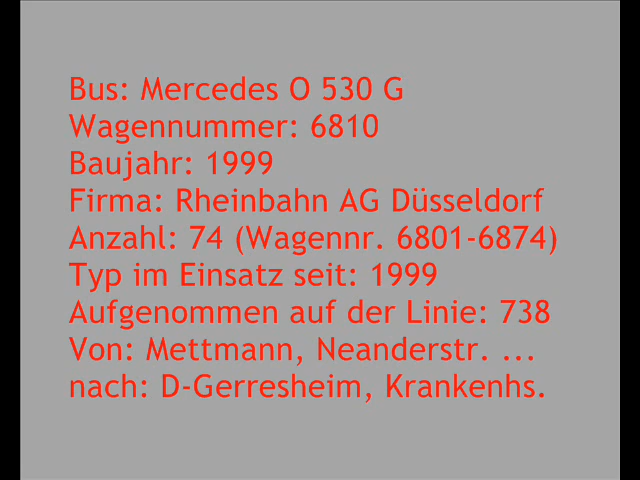 Bus: Mercedes O 530 G
Wagennummer: 6810
Baujahr: 1999
Firma: Rheinbahn AG Düsseldorf
Anzahl: 74 (Wagennr. 6801-6874)
Typ im Einsatz seit: 1999
Aufgenommen auf der Linie: 738
Von: Mettmann, Neanderstr. ...
nach: D-Gerresheim, Krankenhs.